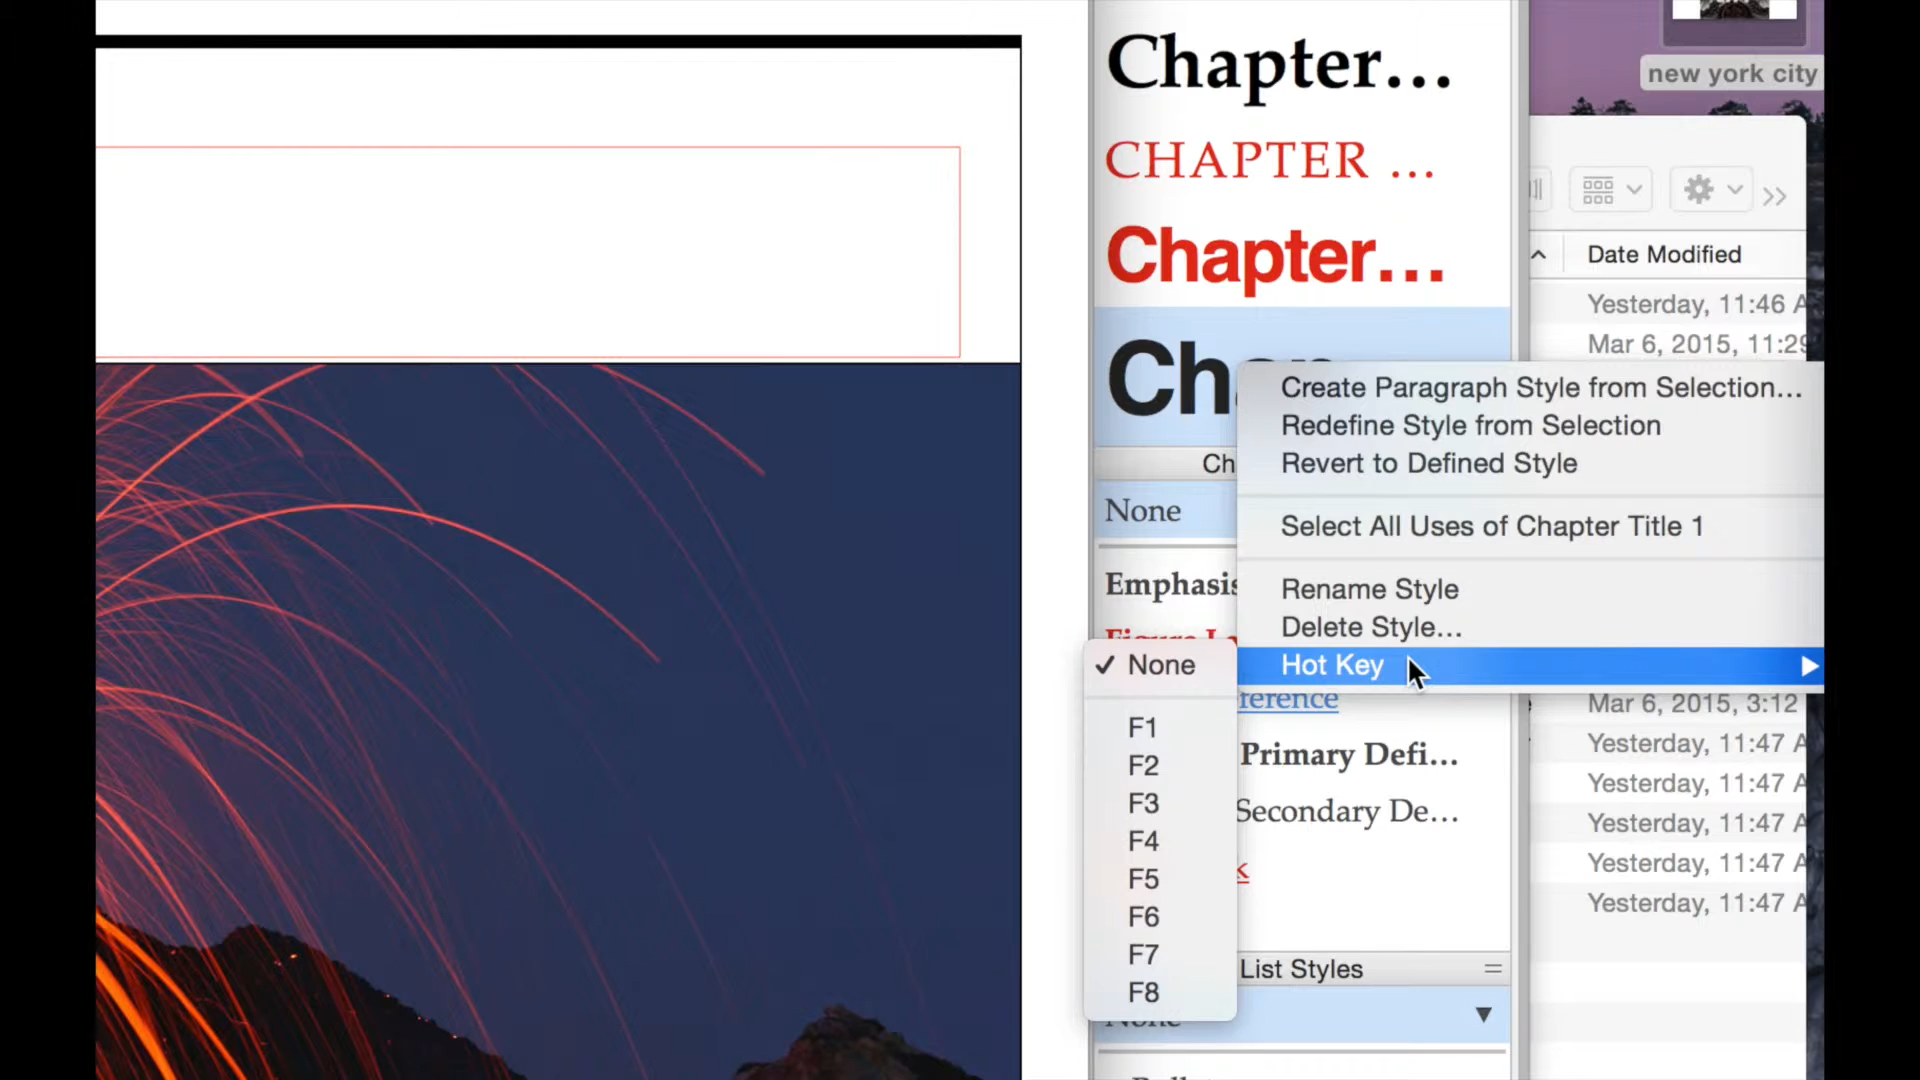 Chapter...
CHAPTER ...
Chapter...
new york city
Date Modified
Yesterday, 11:46 A
Mar 6, 2015, 11:29
Create Paragraph Style from Selection...
Redefine Style from Selection
Revert to Defined Style
Select All Uses of Chapter Title 1
Rename Style
Delete Style...
Hot Key
None
Emphasis
None
F1
F2
F3
F4
F5
F6
F7
F8
Primary Defi...
Secondary De...
List Styles
None
Mar 6, 2015, 3:12
Yesterday, 11:47 A
Yesterday, 11:47 A
Yesterday, 11:47 A
Yesterday, 11:47 A
Yesterday, 11:47 A